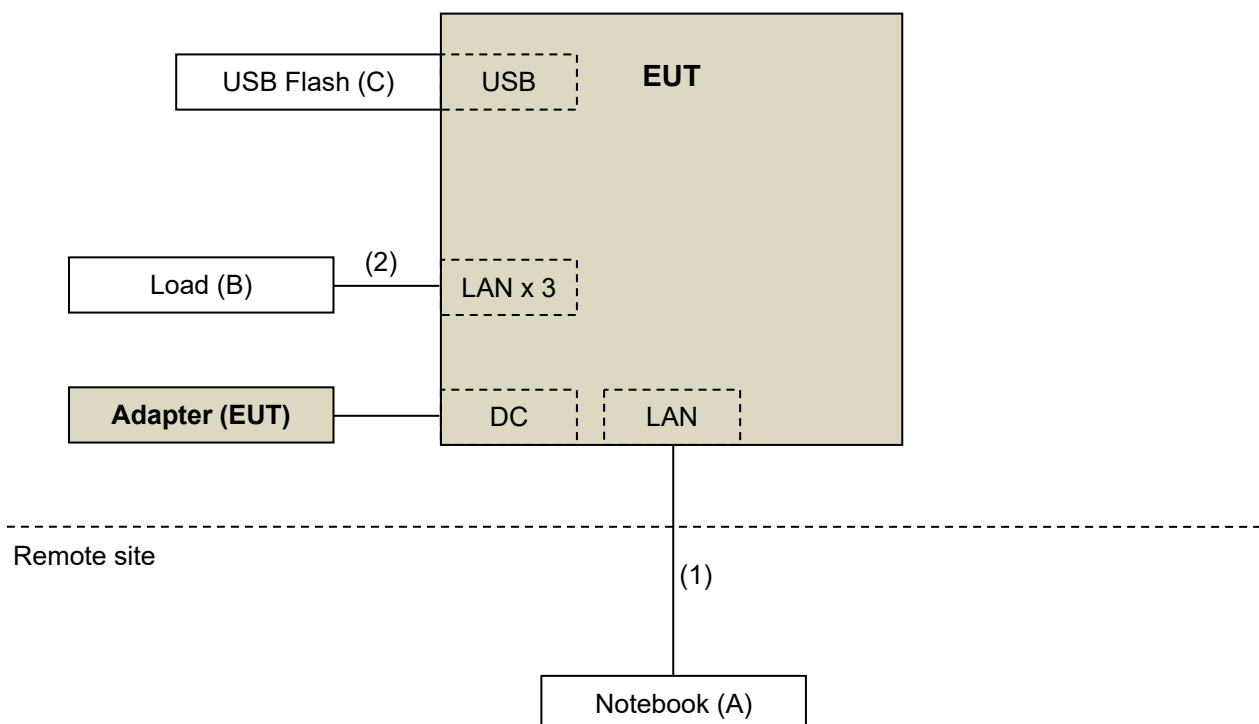 EUT
USB Flash (C)
USB
(2)
Load (B)
LAN x 3
Adapter (EUT)
DC
LAN
Remote site
(1)
Notebook (A)